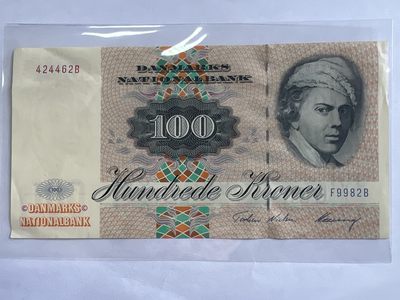 424462B
DANMARKS
NATIONALBANK
100
Hundrede Kroner
F9982B
©DANMARKS©
NATIONALBANK